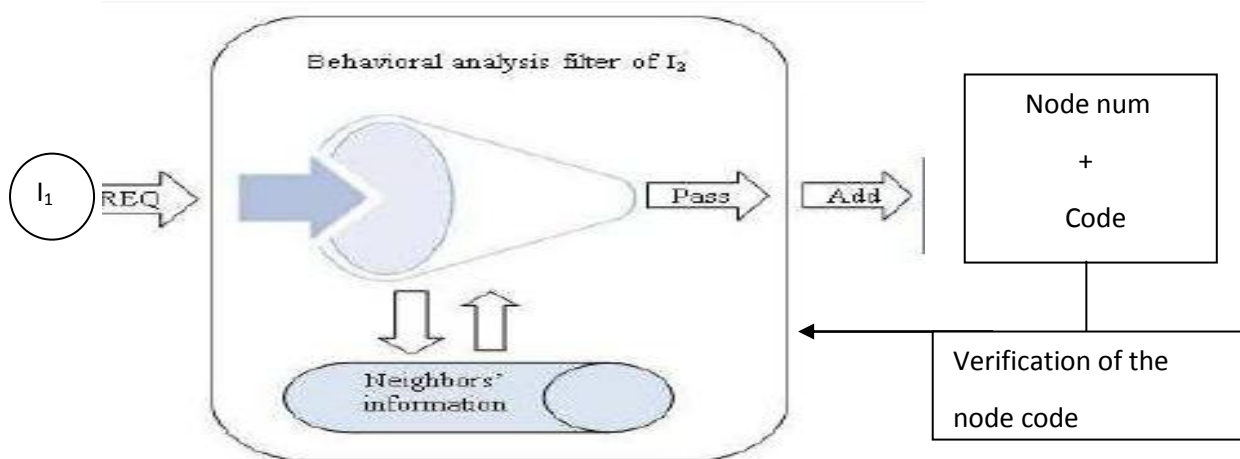 Behavioral analysis filter of I₂
I₁
REQ
Pass
Add
Node num
+
Code
Neighbors'
information
Verification of the
node code